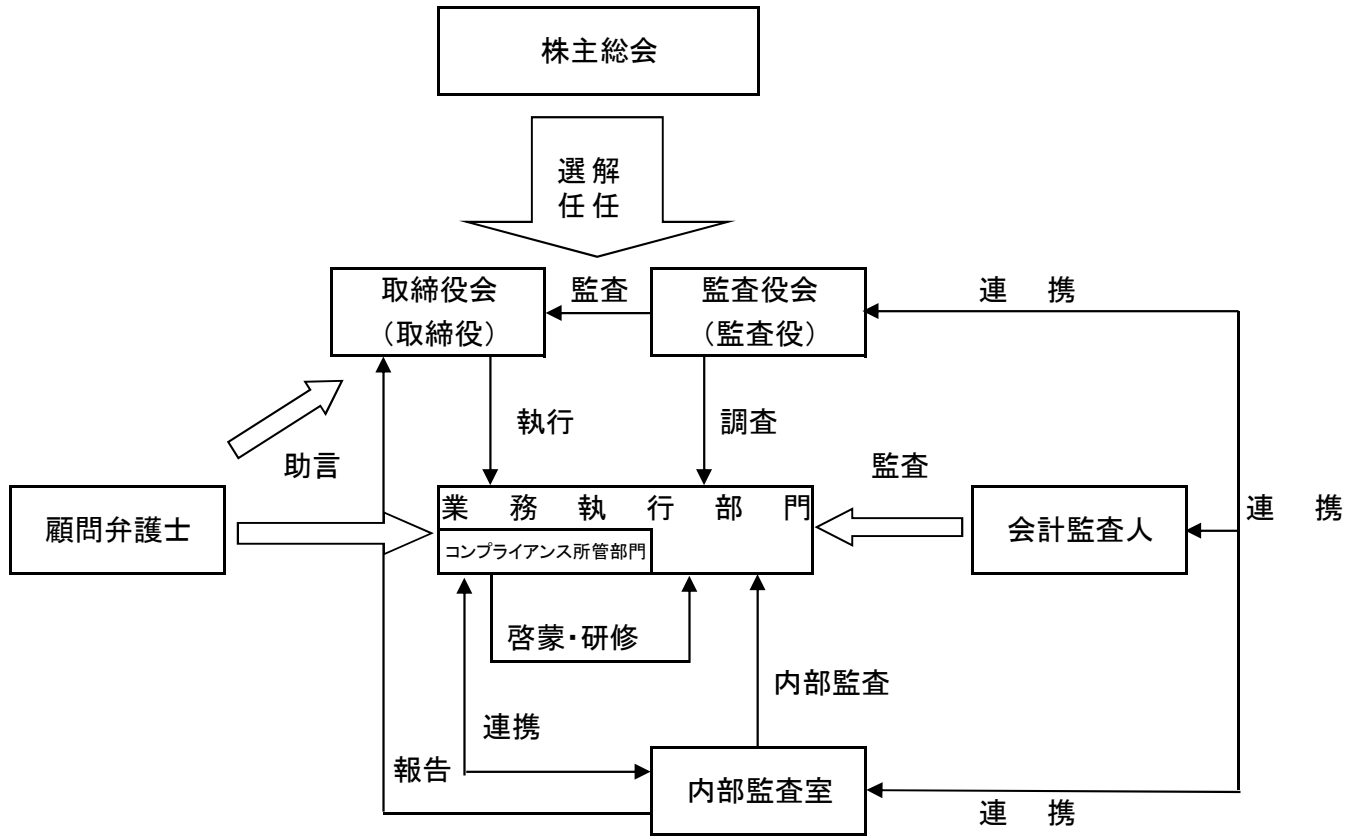 株主総会
選解
任任
取締役会
(取締役)
監査
監査役会
(監査役)
連 携
執行
調査
助言
監査
顧問弁護士
業 務 執 行 部 門
コンプライアンス所管部門
会計監査人
連 携
啓蒙・研修
内部監査
連携
報告
内部監査室
連 携